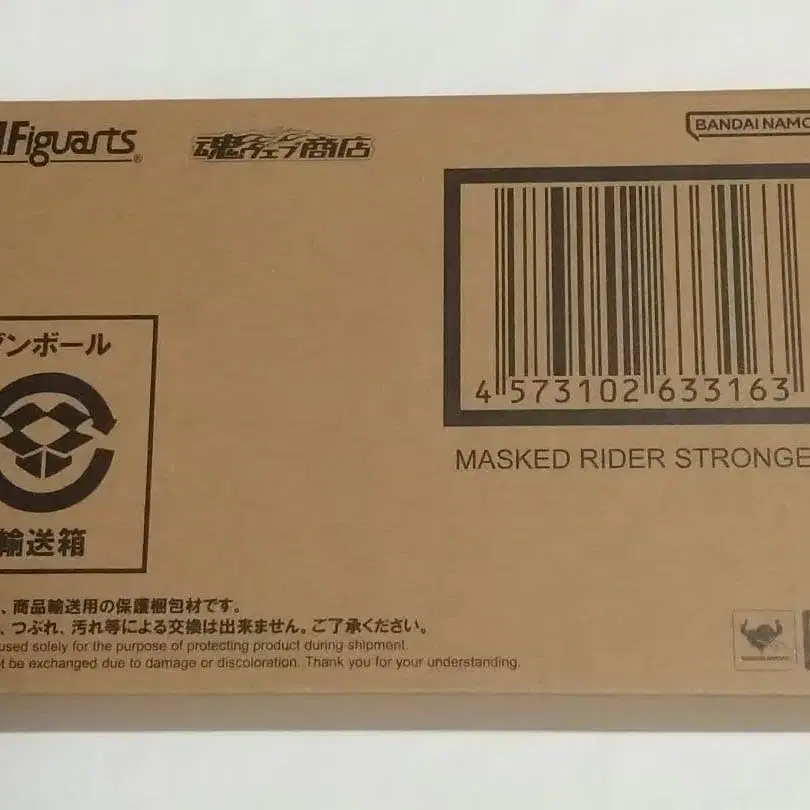 .Figuarts®
魂ウェブ商店
BANDAI NAMC
4 573102 633163
MASKED RIDER STRONGE
ンボール
輸送箱
、商品輸送用の保護梱包材です。
、つぶれ、汚れ等による交換は出来ません。ご了承ください。
used solely for the purpose of protecting product during shipment.
t be exchanged due to damage or discoloration. Thank you for your understanding.